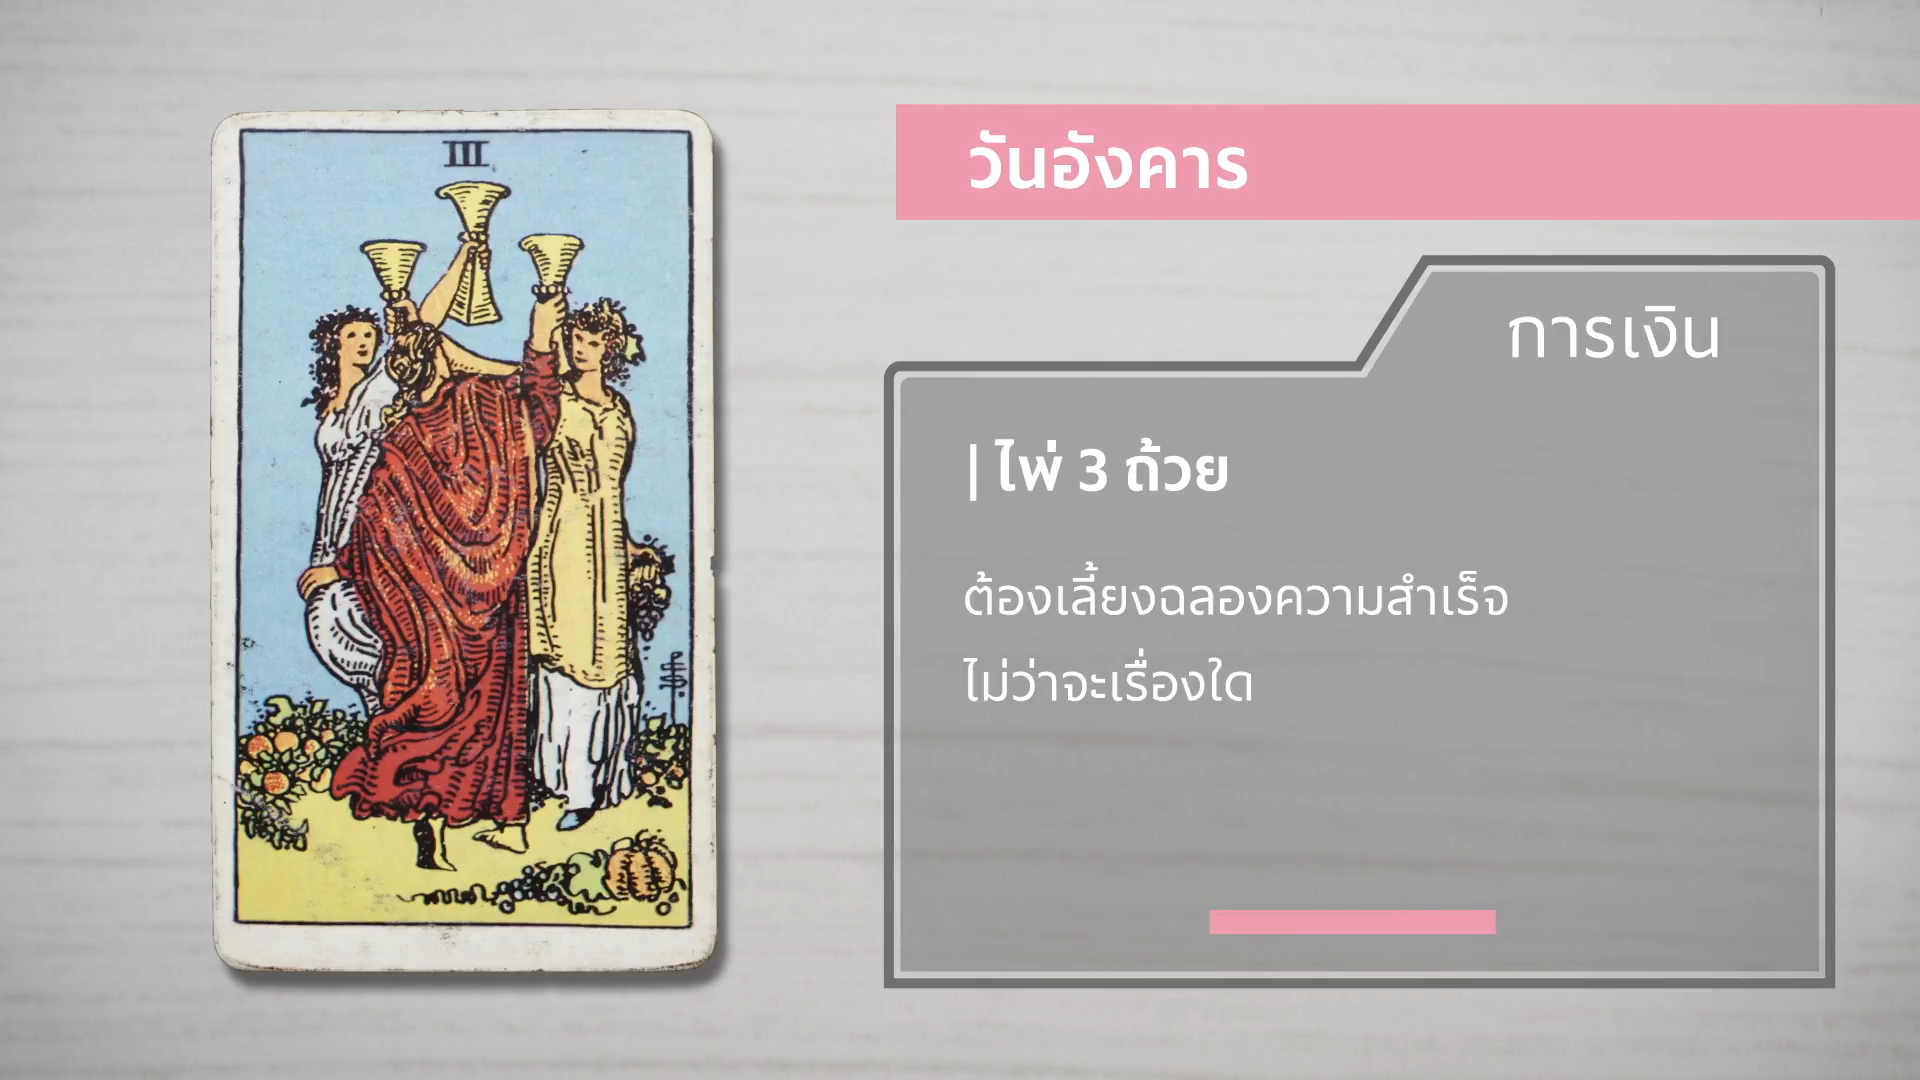 III
วันอังคาร
การเงิน
| ไพ่ 3 ถ้วย
ต้องเลี้ยงฉลองความสำเร็จ
ไม่ว่าจะเรื่องใด